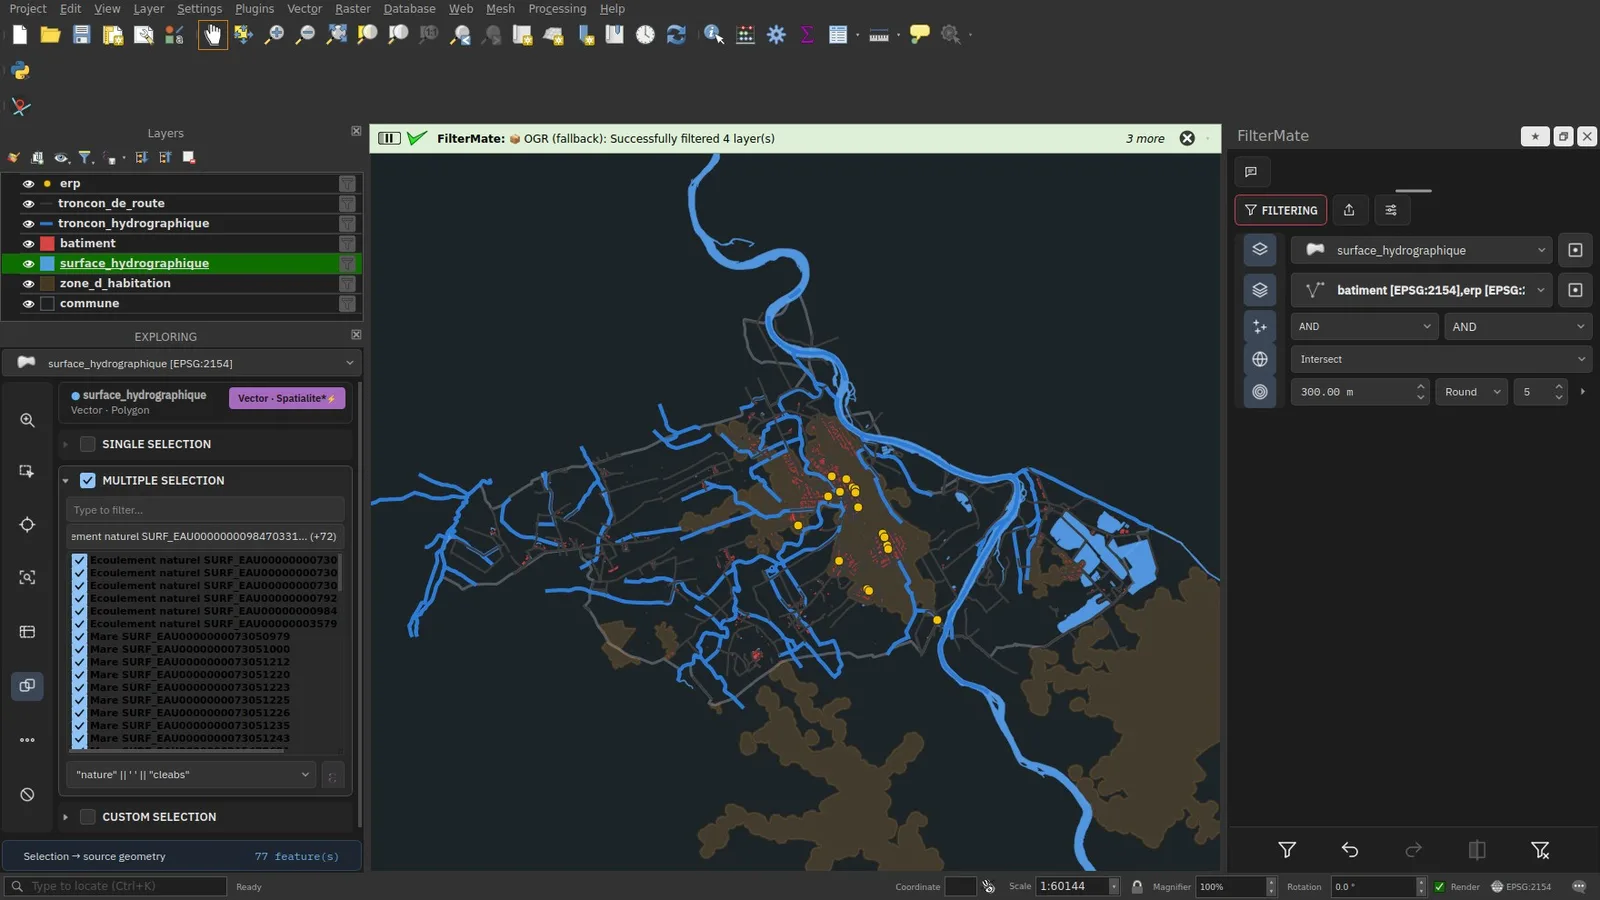 Project Edit View Layer Settings Plugins Vector Raster Database Web Mesh Processing Help
Layers
erp
troncon_de_route
troncon_hydrographique
batiment
surface_hydrographique
zone_d_habitation
commune
EXPLORING
surface_hydrographique [EPSG:2154]
surface_hydrographique
Vector · Polygon
Vector · Spatialite*⚡
SINGLE SELECTION
MULTIPLE SELECTION
Type to filter...
ement naturel SURF_EAU0000000098470331... (+72)
Ecoulement naturel SURF_EAU00000000730
Ecoulement naturel SURF_EAU00000000730
Ecoulement naturel SURF_EAU00000000730
Ecoulement naturel SURF_EAU00000000792
Ecoulement naturel SURF_EAU00000000984
Ecoulement naturel SURF_EAU00000003579
Mare SURF_EAU0000000073050979
Mare SURF_EAU0000000073051000
Mare SURF_EAU0000000073051212
Mare SURF_EAU0000000073051220
Mare SURF_EAU0000000073051223
Mare SURF_EAU0000000073051225
Mare SURF_EAU0000000073051226
Mare SURF_EAU0000000073051235
Mare SURF_EAU0000000073051243
"nature" || ' ' || "cleabs"
CUSTOM SELECTION
Selection → source geometry 77 feature(s)
FilterMate: 📦 OGR (fallback): Successfully filtered 4 layer(s) 3 more
FilterMate
FILTERING
surface_hydrographique
batiment [EPSG:2154],erp [EPSG:
AND AND
Intersect
300.00 m Round 5
Type to locate (Ctrl+K) Ready Coordinate Scale 1:60144 Magnifier 100% Rotation 0.0 ° Render EPSG:2154